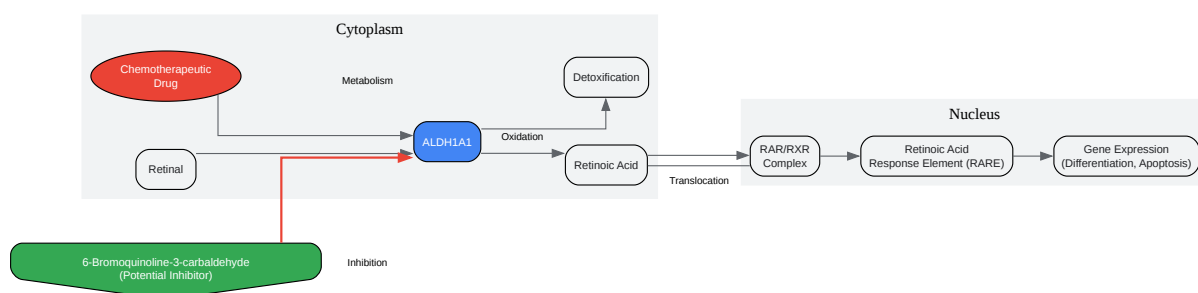 Cytoplasm
Chemotherapeutic
Drug
Metabolism
Detoxification
ALDH1A1
Oxidation
Retinal
Retinoic Acid
Translocation
Nucleus
RAR/RXR
Complex
Retinoic Acid
Response Element (RARE)
Gene Expression
(Differentiation, Apoptosis)
6-Bromoquinoline-3-carbaldehyde
(Potential Inhibitor)
Inhibition